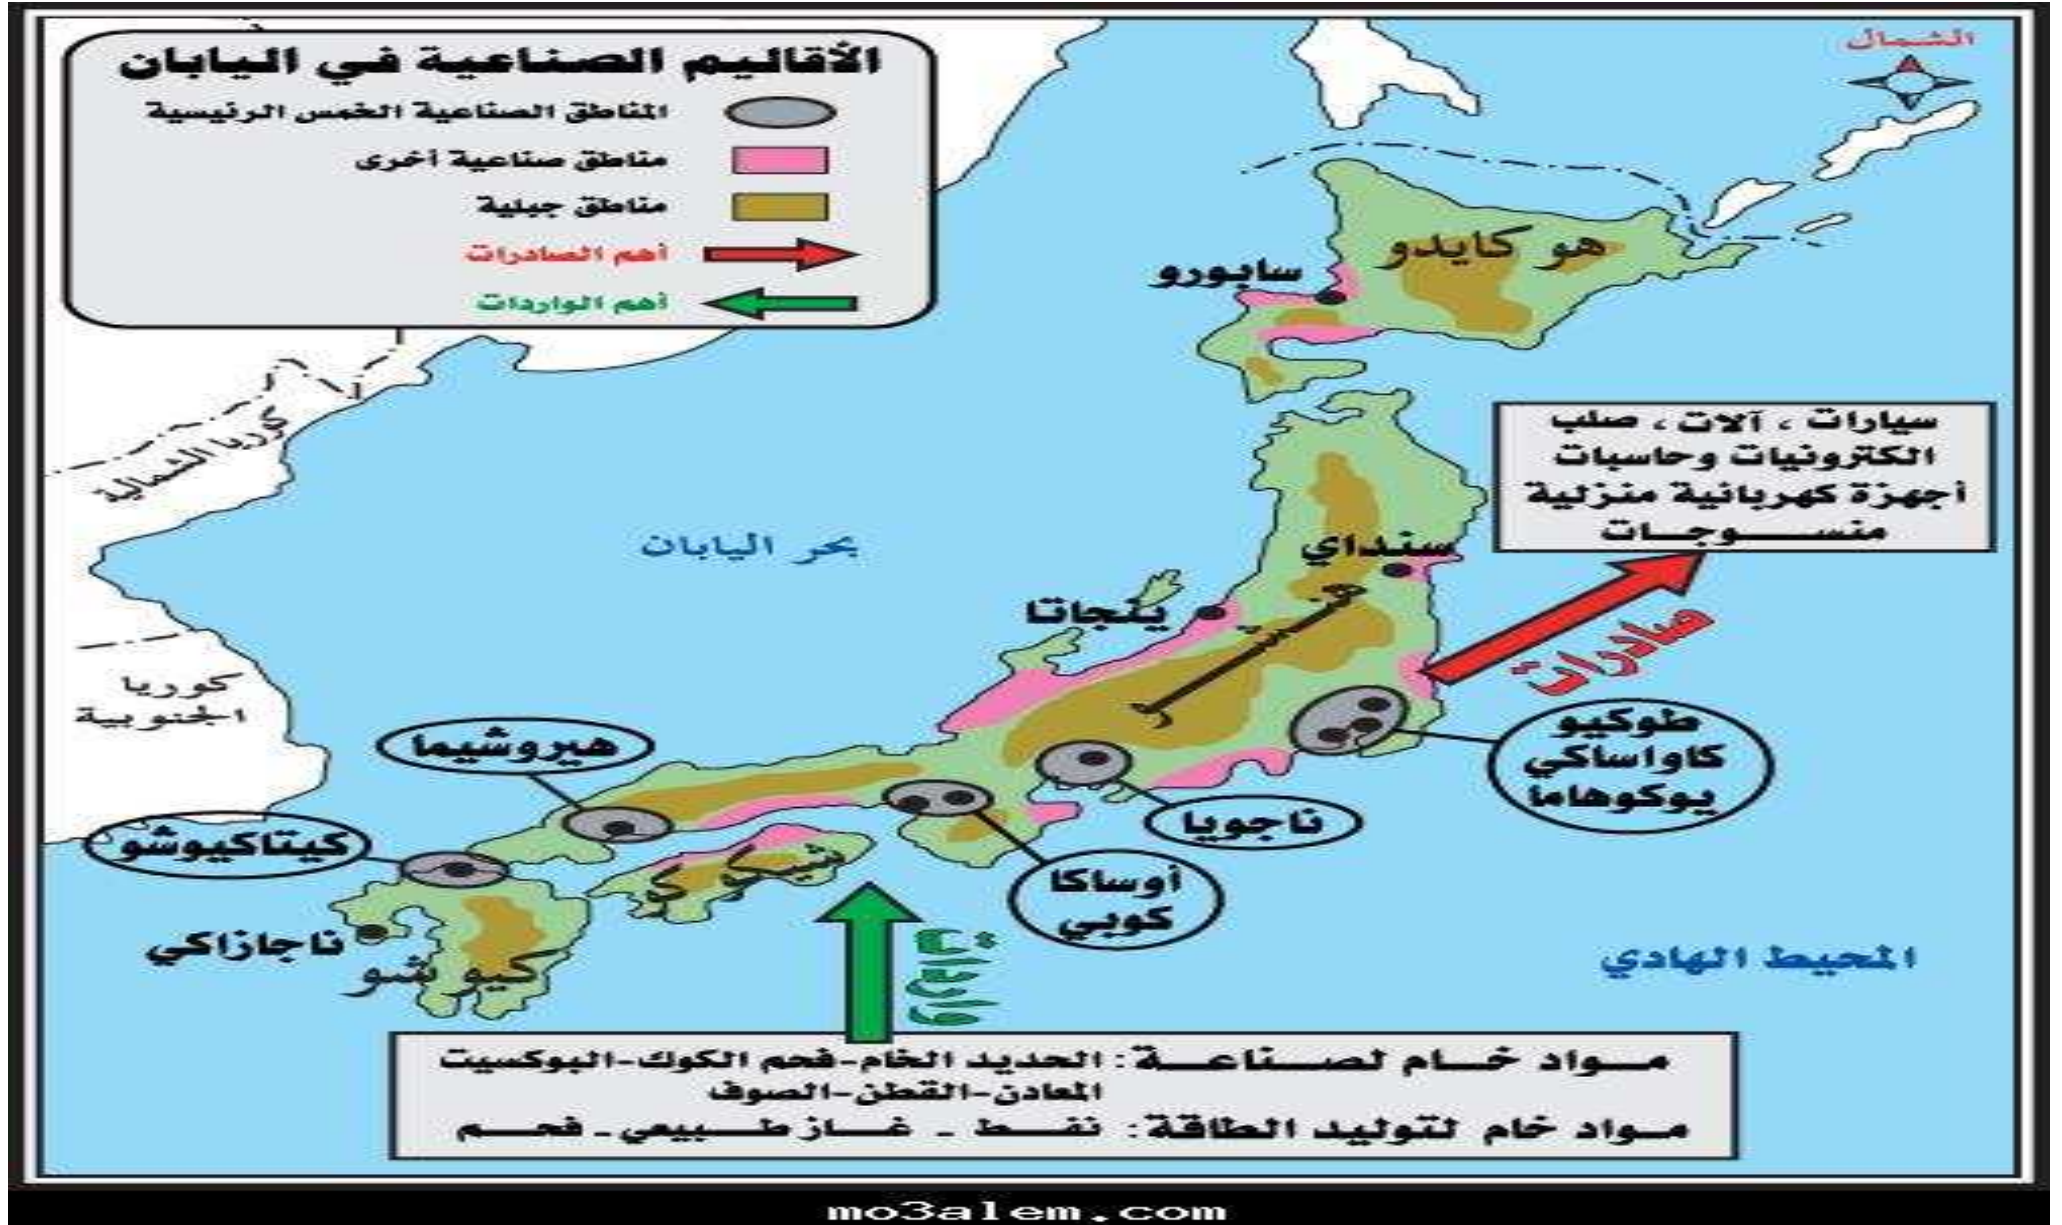 الأقاليم الصناعية في اليابان
المناطق الصناعية الخمس الرئيسية
مناطق صناعية أخرى
مناطق جبلية
أهم الصادرات
أهم الواردات
الشمال
هوكايدو
سابورو
كوريا الشمالية
سيارات ، آلات ، صلب
الكترونيات وحاسبات
أجهزة كهربائية منزلية
منسوجات
بحر اليابان
سنداي
ينجاتا
هنشو
صادرات
كوريا
الجنوبية
طوكيو
كاواساكي
يوكوهاما
هيروشيما
ناجويا
كيتاكيوشو
شيكوكو
أوساكا
كوبي
ناجازاكي
كيوشو
واردات
المحيط الهادي
مواد خام لصناعة : الحديد الخام-فحم الكوك-البوكسيت
المعادن-القطن-الصوف
مواد خام لتوليد الطاقة : نفط - غاز طبيعي - فحم
mo3alem.com